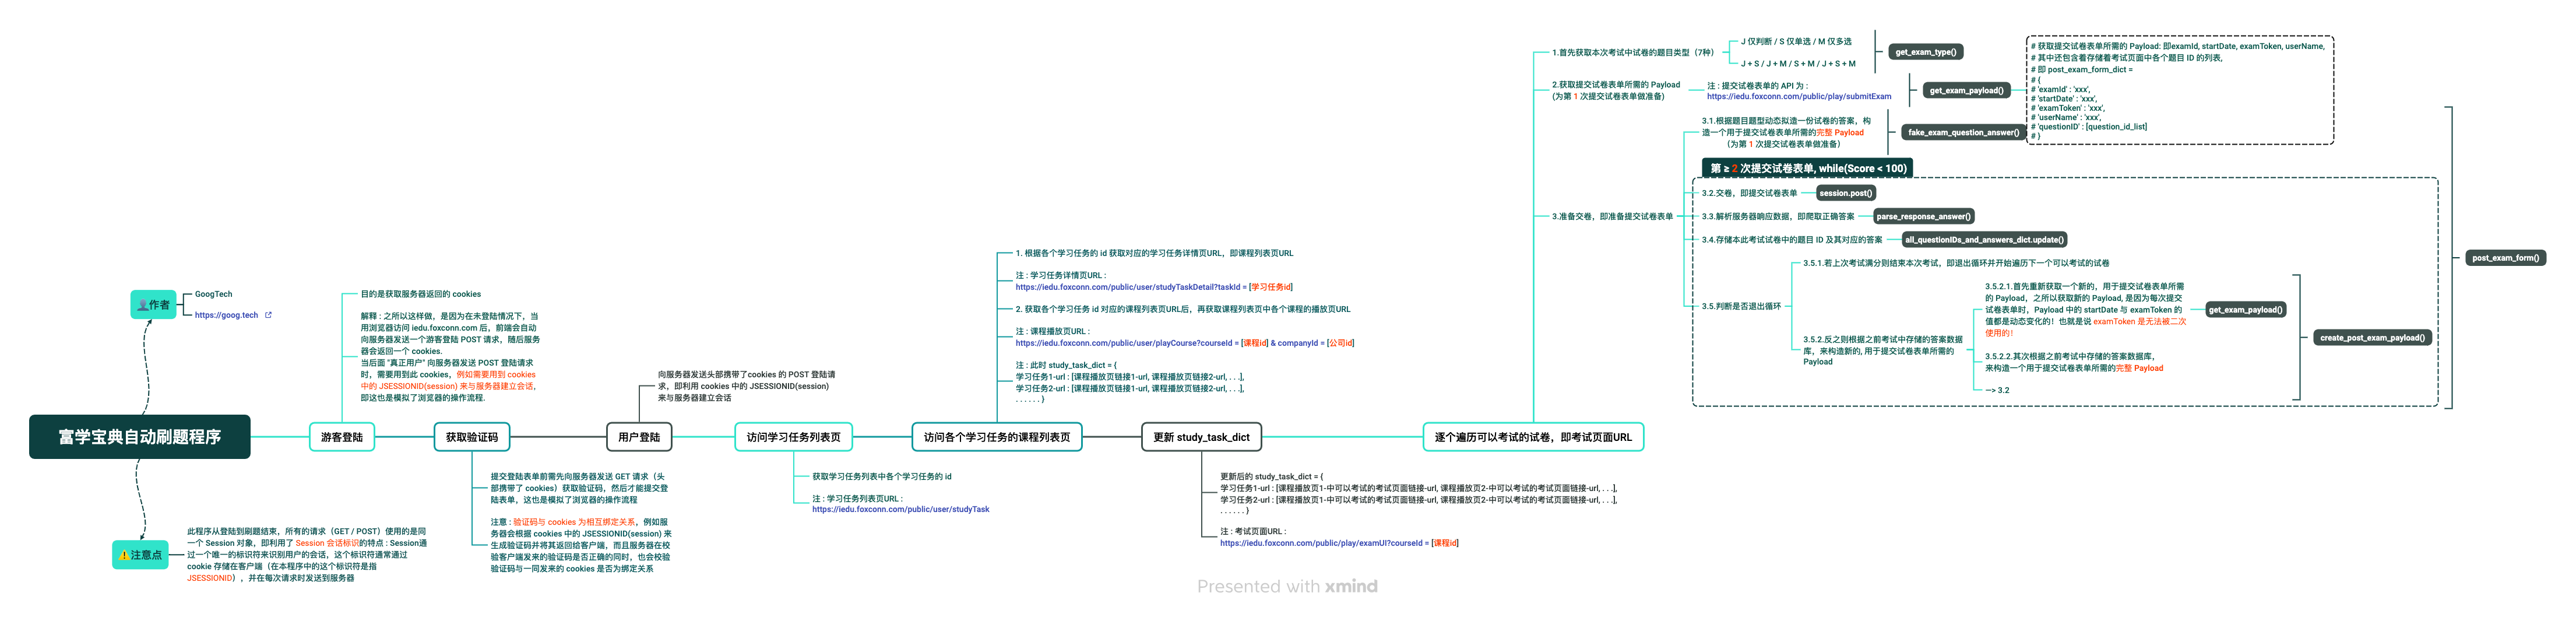 富学宝典自动刷题程序
👤作者
GoogTech
https://goog.tech
⚠️注意点
此程序从登陆到刷题结束，所有的请求（GET / POST）使用的是同
一个 Session 对象，即利用了 Session 会话标识的特点 : Session通
过一个唯一的标识符来识别用户的会话，这个标识符通常通过
cookie 存储在客户端（在本程序中的这个标识符是指
JSESSIONID），并在每次请求时发送到服务器
游客登陆
目的是获取服务器返回的 cookies
解释 : 之所以这样做，是因为在未登陆情况下，当
用浏览器访问 iedu.foxconn.com 后，前端会自动
向服务器发送一个游客登陆 POST 请求，随后服务
器会返回一个 cookies.
当后面 "真正用户" 向服务器发送 POST 登陆请求
时，需要用到此 cookies，例如需要用到 cookies
中的 JSESSIONID(session) 来与服务器建立会话，
即这也是模拟了浏览器的操作流程.
获取验证码
提交登陆表单前需先向服务器发送 GET 请求（头
部携带了 cookies）获取验证码，然后才能提交登
陆表单，这也是模拟了浏览器的操作流程
注意 : 验证码与 cookies 为相互绑定关系，例如服
务器会根据 cookies 中的 JSESSIONID(session) 来
生成验证码并将其返回给客户端，而且服务器在校
验客户端发来的验证码是否正确的同时，也会校验
验证码与一同发来的 cookies 是否为绑定关系
用户登陆
向服务器发送头部携带了cookies 的 POST 登陆请
求，即利用 cookies 中的 JSESSIONID(session)
来与服务器建立会话
访问学习任务列表页
获取学习任务列表中各个学习任务的 id
注 : 学习任务列表页URL :
https://iedu.foxconn.com/public/user/studyTask
访问各个学习任务的课程列表页
1. 根据各个学习任务的 id 获取对应的学习任务详情页URL，即课程列表页URL
注 : 学习任务详情页URL :
https://iedu.foxconn.com/public/user/studyTaskDetail?taskId = [学习任务id]
2. 获取各个学习任务 id 对应的课程列表页URL后，再获取课程列表页中各个课程的播放页URL
注 : 课程播放页URL :
https://iedu.foxconn.com/public/user/playCourse?courseId = [课程id] & companyId = [公司id]
注 : 此时 study_task_dict = {
学习任务1-url : [课程播放页链接1-url, 课程播放页链接2-url, . . .],
学习任务2-url : [课程播放页链接1-url, 课程播放页链接2-url, . . .],
. . . . . . }
更新 study_task_dict
更新后的 study_task_dict = {
学习任务1-url : [课程播放页1-中可以考试的考试页面链接-url, 课程播放页2-中可以考试的考试页面链接-url, . . .],
学习任务2-url : [课程播放页1-中可以考试的考试页面链接-url, 课程播放页2-中可以考试的考试页面链接-url, . . .],
. . . . . . }
注 : 考试页面URL :
https://iedu.foxconn.com/public/play/examUI?courseId = [课程id]
逐个遍历可以考试的试卷，即考试页面URL
1.首先获取本次考试中试卷的题目类型（7种）
J 仅判断 / S 仅单选 / M 仅多选
J + S / J + M / S + M / J + S + M
get_exam_type()
2.获取提交试卷表单所需的 Payload
(为第 1 次提交试卷表单做准备)
注 : 提交试卷表单的 API 为 :
https://iedu.foxconn.com/public/play/submitExam
get_exam_payload()
# 获取提交试卷表单所需的 Payload: 即examId, startDate, examToken, userName,
# 其中还包含着存储着考试页面中各个题目 ID 的列表,
# 即 post_exam_form_dict =
# {
# 'examId' : 'xxx',
# 'startDate' : 'xxx',
# 'examToken' : 'xxx',
# 'userName' : 'xxx',
# 'questionID' : [question_id_list]
# }
3.准备交卷，即准备提交试卷表单
3.1.根据题目题型动态拟造一份试卷的答案，构
造一个用于提交试卷表单所需的完整 Payload
（为第 1 次提交试卷表单做准备）
fake_exam_question_answer()
第 ≥ 2 次提交试卷表单, while(Score < 100)
3.2.交卷，即提交试卷表单
session.post()
3.3.解析服务器响应数据，即爬取正确答案
parse_response_answer()
3.4.存储本此考试试卷中的题目 ID 及其对应的答案
all_questionIDs_and_answers_dict.update()
3.5.判断是否退出循环
3.5.1.若上次考试满分则结束本次考试，即退出循环并开始遍历下一个可以考试的试卷
3.5.2.反之则根据之前考试中存储的答案数据
库，来构造新的, 用于提交试卷表单所需的
Payload
3.5.2.1.首先重新获取一个新的，用于提交试卷表单所需
的 Payload，之所以获取新的 Payload, 是因为每次提交
试卷表单时，Payload 中的 startDate 与 examToken 的
值都是动态变化的！也就是说 examToken 是无法被二次
使用的！
get_exam_payload()
3.5.2.2.其次根据之前考试中存储的答案数据库，
来构造一个用于提交试卷表单所需的完整 Payload
—> 3.2
create_post_exam_payload()
post_exam_form()
Presented with xmind